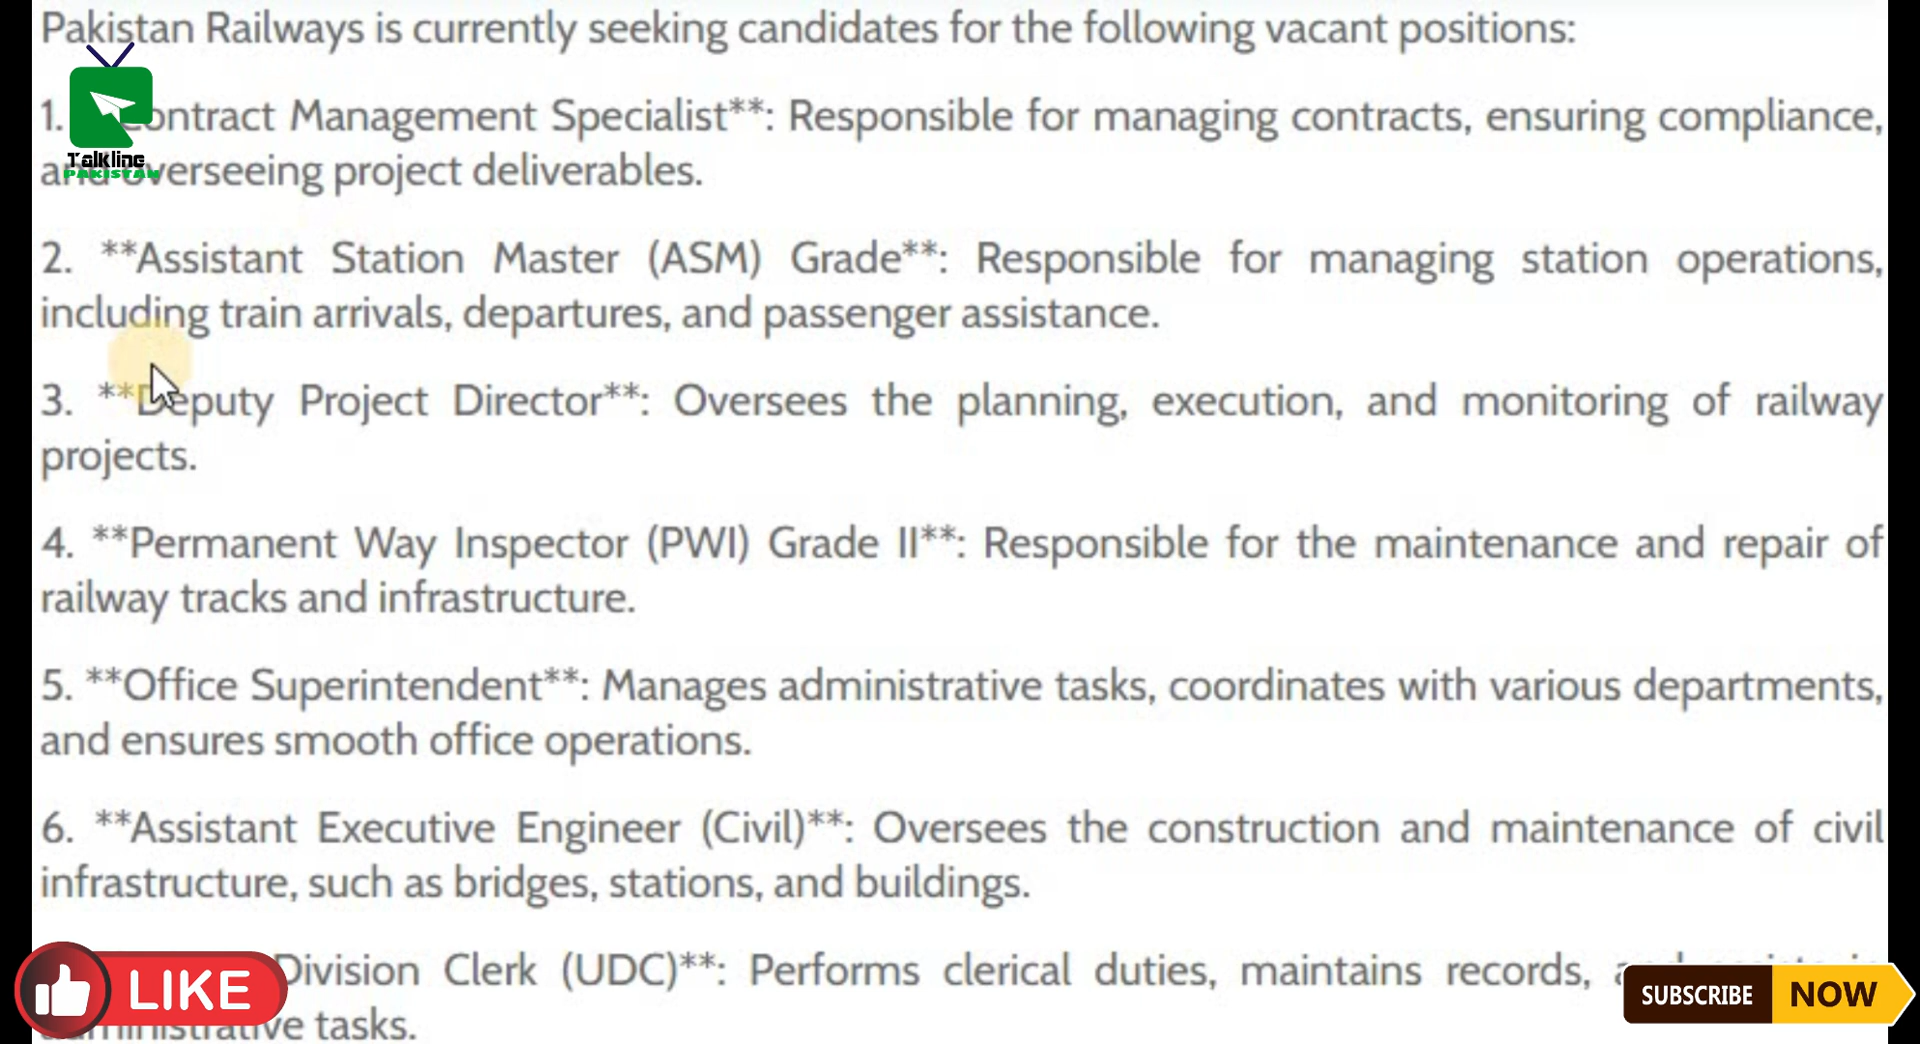 Pakistan Railways is currently seeking candidates for the following vacant positions:
1. ontract Management Specialist**: Responsible for managing contracts, ensuring compliance,
and overseeing project deliverables.
2. **Assistant Station Master (ASM) Grade**: Responsible for managing station operations,
including train arrivals, departures, and passenger assistance.
3. **Deputy Project Director**: Oversees the planning, execution, and monitoring of railway
projects.
4. **Permanent Way Inspector (PWI) Grade II**: Responsible for the maintenance and repair of
railway tracks and infrastructure.
5. **Office Superintendent**: Manages administrative tasks, coordinates with various departments,
and ensures smooth office operations.
6. **Assistant Executive Engineer (Civil)**: Oversees the construction and maintenance of civil
infrastructure, such as bridges, stations, and buildings.
Division Clerk (UDC)**: Performs clerical duties, maintains records,
administrative tasks.
Talkline
PAKISTAN
LIKE
SUBSCRIBE NOW